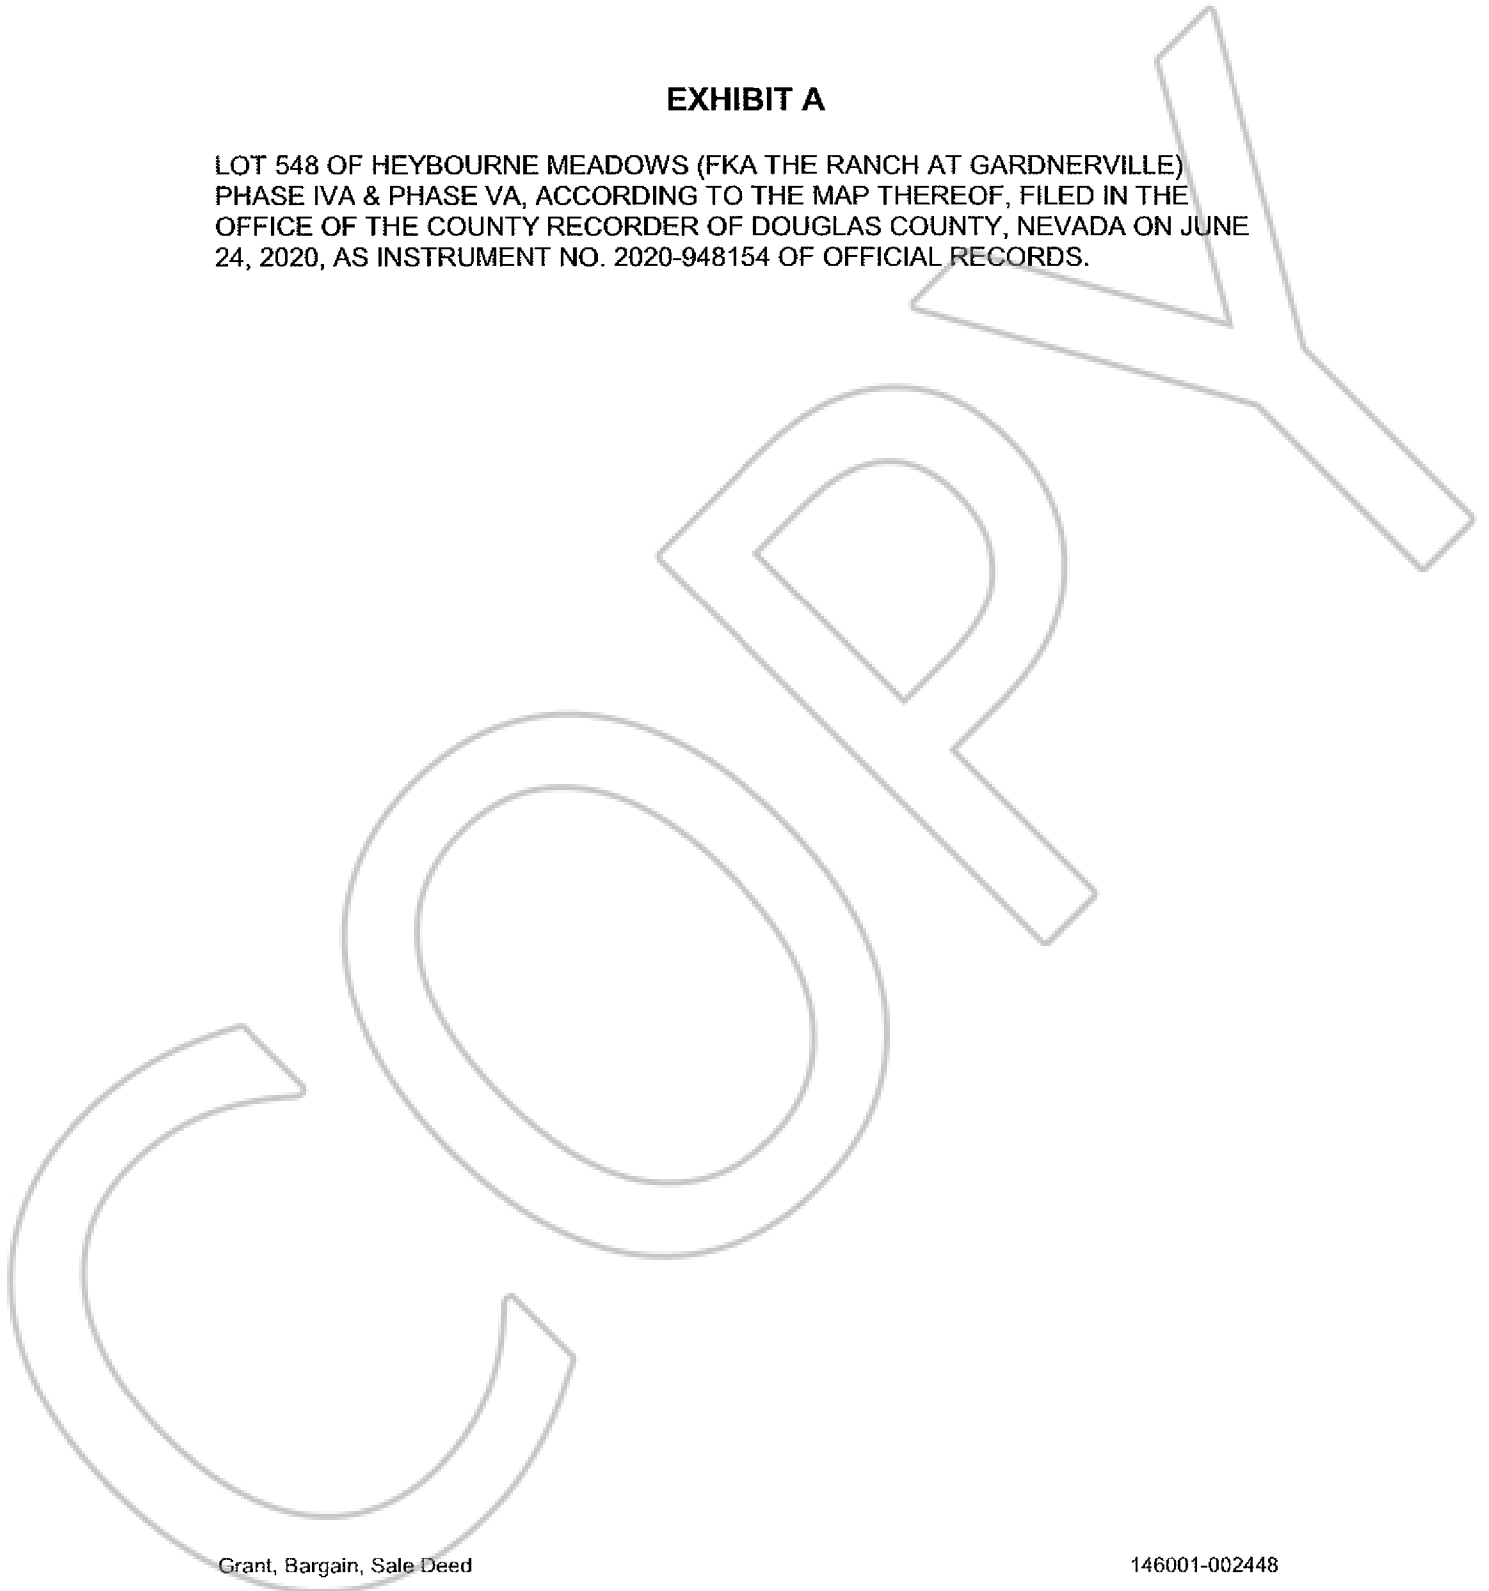 EXHIBIT A
LOT 548 OF HEYBOURNE MEADOWS (FKA THE RANCH AT GARDNERVILLE)
PHASE IVA & PHASE VA, ACCORDING TO THE MAP THEREOF, FILED IN THE
OFFICE OF THE COUNTY RECORDER OF DOUGLAS COUNTY, NEVADA ON JUNE
24, 2020, AS INSTRUMENT NO. 2020-948154 OF OFFICIAL RECORDS.
COPY
Grant, Bargain, Sale Deed 146001-002448